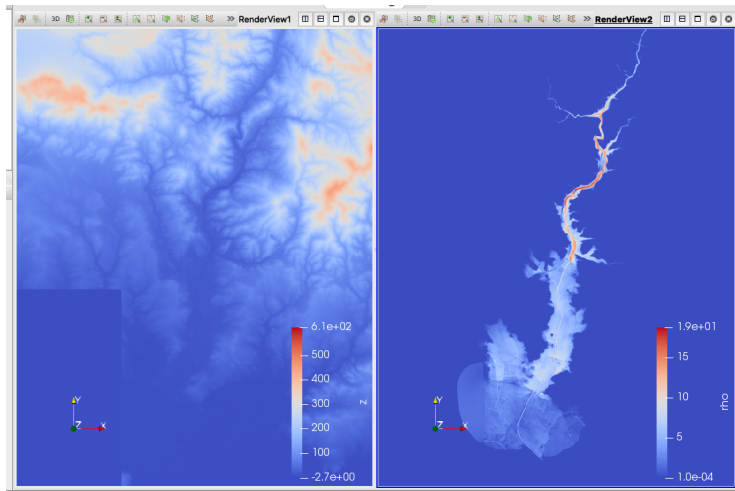 3D
RenderView1
3D
RenderView2
6.1e+02
500
400
300
200
100
-2.7e+00
z
Y
Z
X
1.9e+01
15
10
5
1.0e-04
rho
Y
Z
X